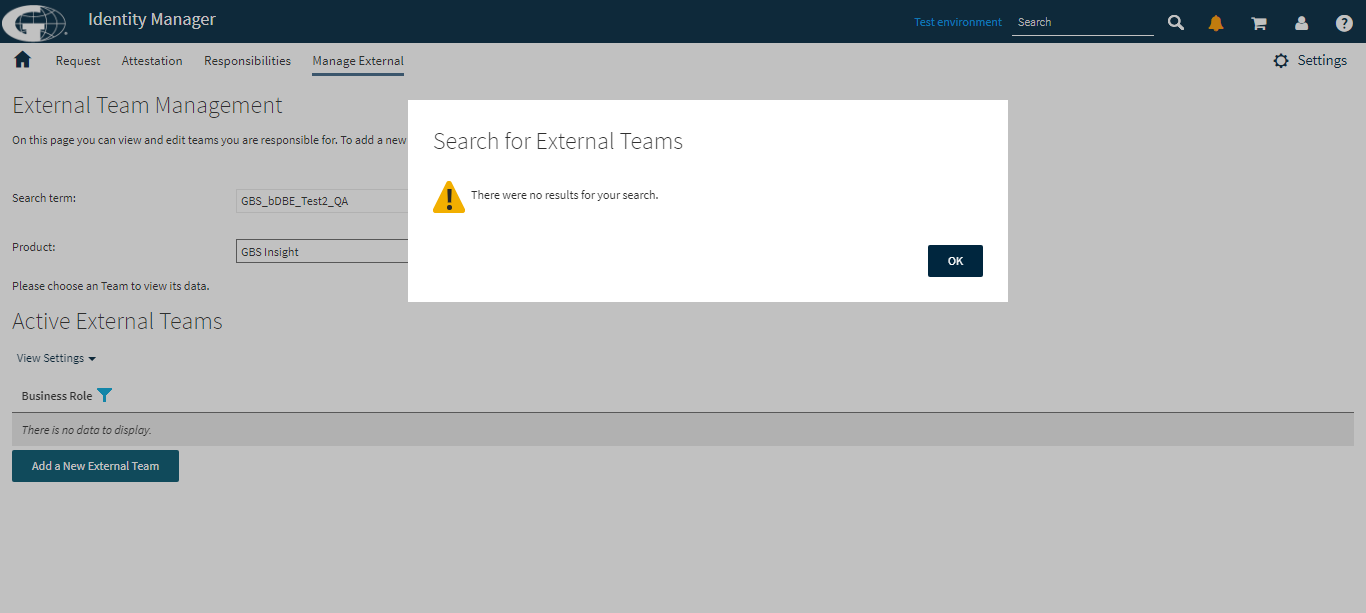 Identity Manager
Test environment
Search
Request
Attestation
Responsibilities
Manage External
Settings
External Team Management
On this page you can view and edit teams you are responsible for. To add a new
Search term:
GBS_bDBE_Test2_QA
Product:
GBS Insight
Please choose an Team to view its data.
Active External Teams
View Settings
Business Role
There is no data to display.
Add a New External Team
Search for External Teams
There were no results for your search.
OK